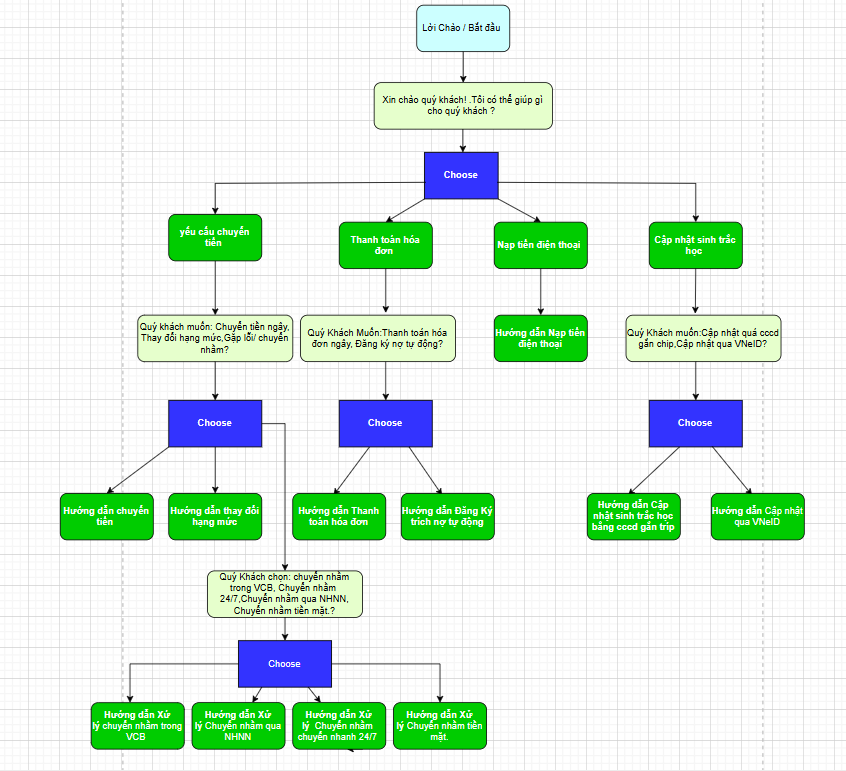 Lời Chảo / Bắt đầu
Xin chảo quý khách! .Tôi có thể giúp gì
cho quý khách ?
Choose
yếu cầu chuyển
tiền
Thanh toán hóa
đơn
Nạp tiền điện thoại
Cập nhật sinh trắc
học
Quý khách muốn: Chuyển tiền ngây,
Thay đổi hạng mức,Gặp lỗi/ chuyển
nhầm?
Quý Khách Muốn:Thanh toán hóa
đơn ngây, Đăng ký nợ tự động?
Hướng dẫn Nạp tiền
điện thoại
Quý Khách muốn:Cập nhật quá cccd
gắn chip,Cập nhật qua VNeID?
Choose
Choose
Choose
Hướng dẫn chuyển
tiền
Hướng dẫn thay đổi
hạng mức
Hướng dẫn Thanh
toán hóa đơn
Hướng dẫn Đăng Ký
trích nợ tự động
Hướng dẫn Cập
nhật sinh trắc học
bằng cccd gắn tríp
Hướng dẫn Cập nhật
qua VNeID
Quý Khách chọn: chuyển nhầm
trong VCB, Chuyển nhầm
24/7,Chuyển nhầm qua NHNN,
Chuyển nhầm tiền mặt.?
Choose
Hướng dẫn Xử
lý chuyển nhầm trong
VCB
Hướng dẫn Xử
lý Chuyển nhầm qua
NHNN
Hướng dẫn Xử
lý Chuyển nhầm
chuyển nhanh 24/7
Hướng dẫn Xử
lý Chuyển nhầm tiền
mặt.